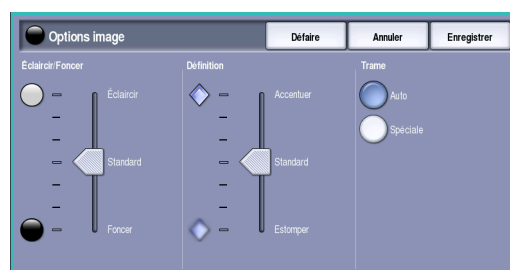 Options image
Défaire
Annuler
Enregistrer
Éclaircir/Foncer
Définition
Trame
Éclaircir
Accentuer
Auto
Spéciale
Standard
Standard
Foncer
Estomper